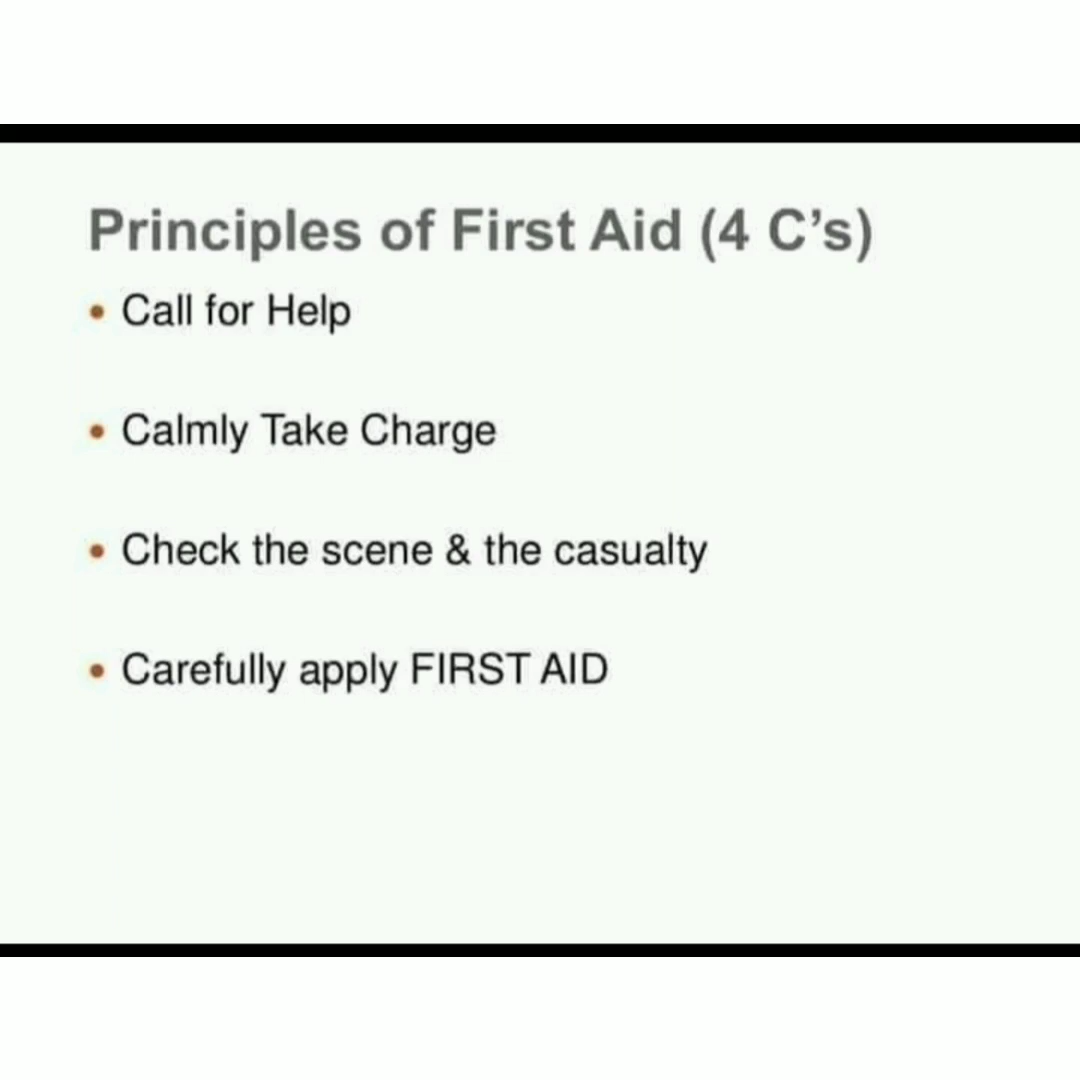 Principles of First Aid (4 C’s)
• Call for Help
• Calmly Take Charge
• Check the scene & the casualty
• Carefully apply FIRST AID